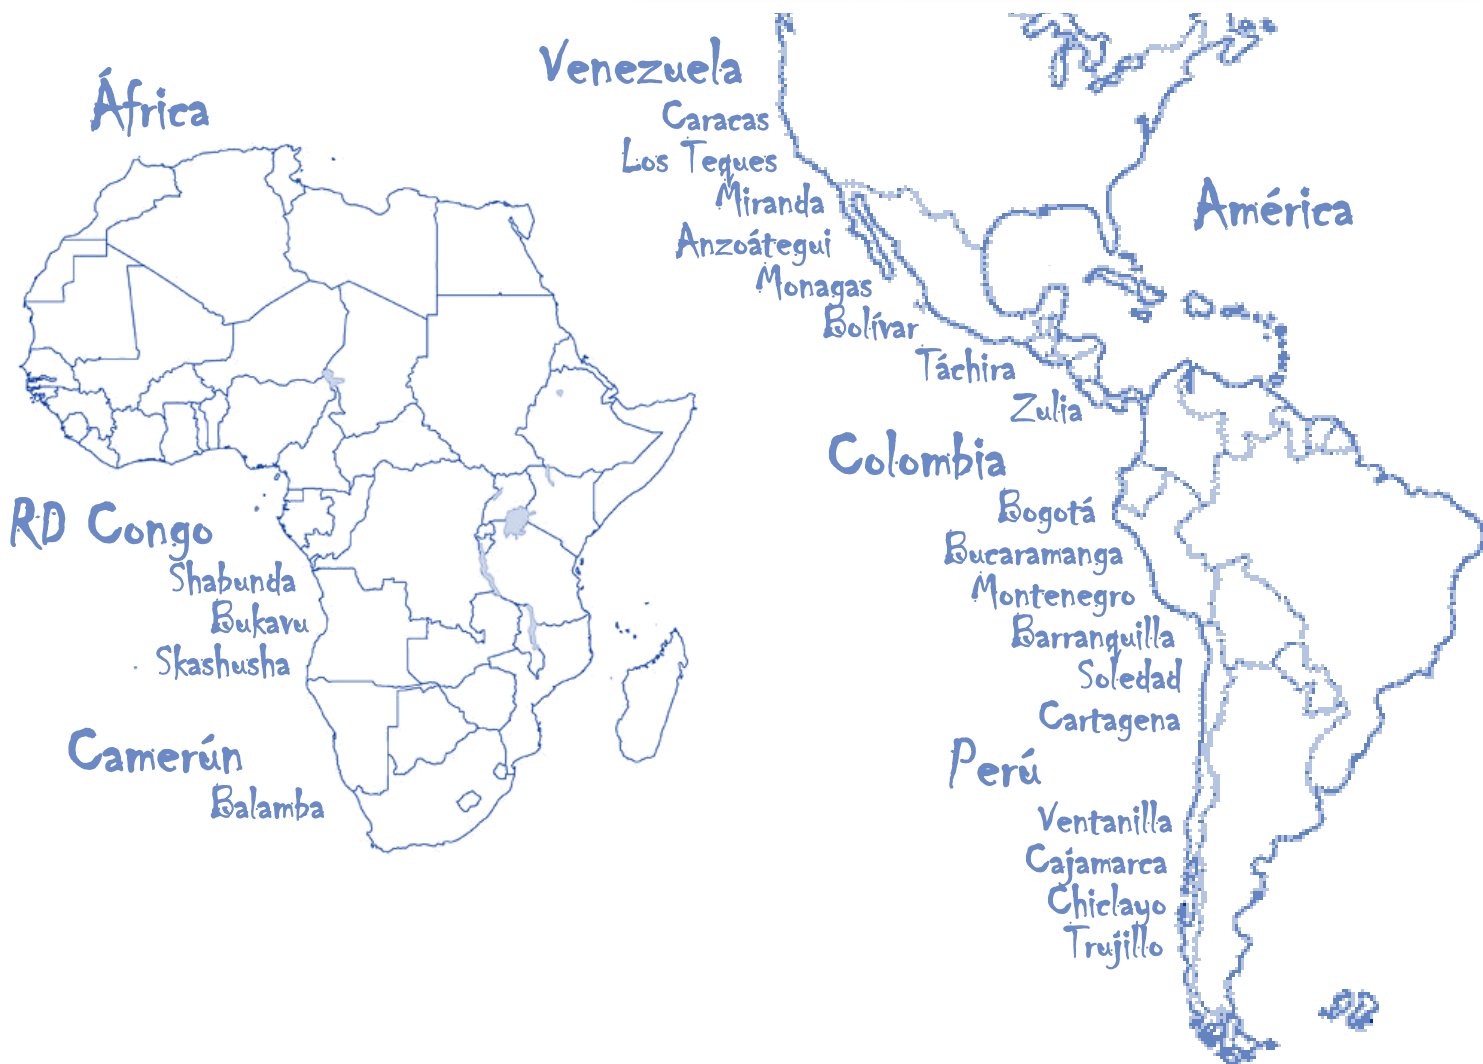 África
RD Congo
Shabunda
Bukavu
Skashusha
Camerún
Balamba
Venezuela
Caracas
Los Teques
Miranda
Anzoátegui
Monagas
Bolívar
Táchira
Zulia
América
Colombia
Bogotá
Bucaramanga
Montenegro
Barranquilla
Soledad
Cartagena
Perú
Ventanilla
Cajamarca
Chiclayo
Trujillo